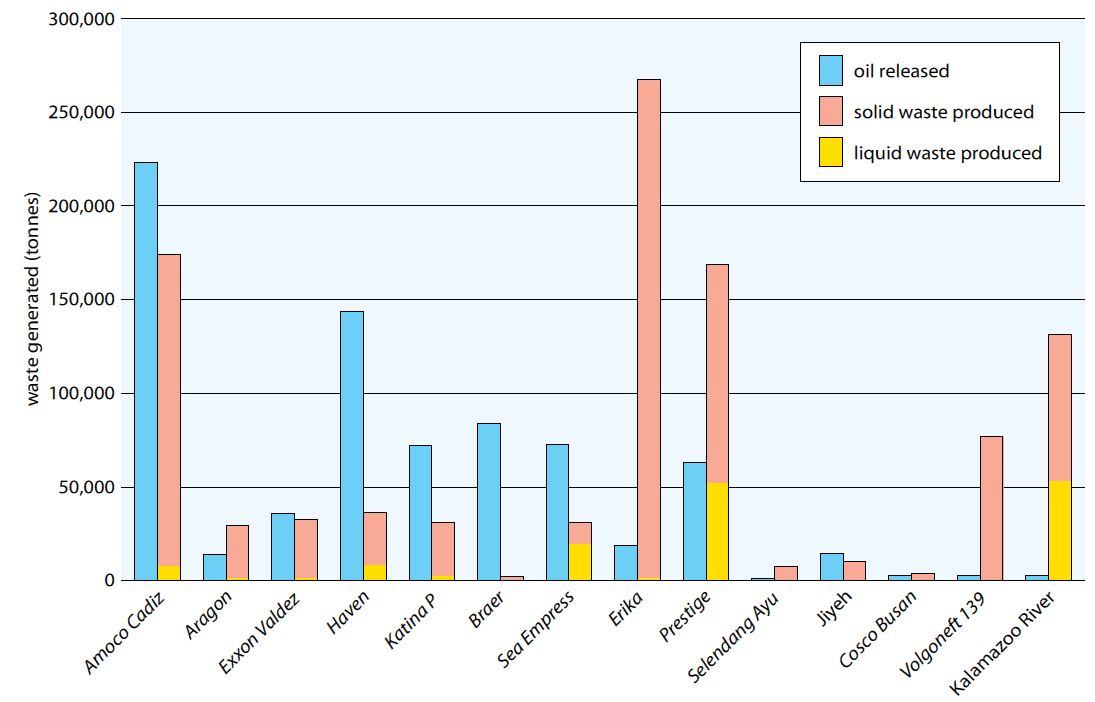 300,000
250,000
200,000
150,000
100,000
50,000
0
waste generated (tonnes)
oil released
solid waste produced
liquid waste produced
Amoco Cadiz
Aragon
Exxon Valdez
Haven
Katina P
Braer
Sea Empress
Erika
Prestige
Selendang Ayu
Jiyeh
Cosco Busan
Volgoneft 139
Kalamazoo River